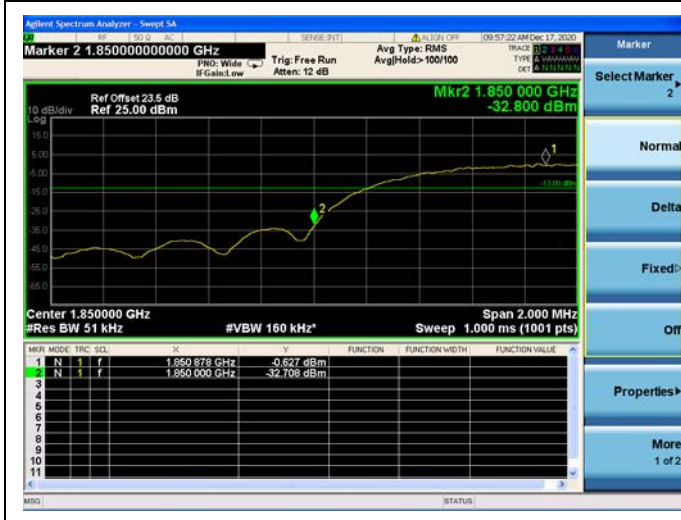 Agilent Spectrum Analyzer - Swept SA
RF 50 Ω AC SENSE:INT ALIGN OFF 09:57:22 AM Dec 17, 2020
Marker 2 1.850000000000 GHz
PNO: Wide
IFGain:Low
Trig: Free Run
Atten: 12 dB
Avg Type: RMS
Avg|Hold:>100/100
TRACE 1 2 3 4 5 6
TYPE A
DET A N N N N N
Ref Offset 23.5 dB
10 dB/div Ref 25.00 dBm
Log
Mkr2 1.850 000 GHz
-32.800 dBm
15.0
5.00
-5.00
-15.0
-25.0
-35.0
-45.0
-55.0
-65.0
1
2
-13.00 dBm
Center 1.850000 GHz Span 2.000 MHz
#Res BW 51 kHz #VBW 160 kHz* Sweep 1.000 ms (1001 pts)
MKR MODE TRC SCL X Y FUNCTION FUNCTION WIDTH FUNCTION VALUE
1 N 1 f 1.850 878 GHz -0.627 dBm
2 N 1 f 1.850 000 GHz -32.708 dBm
3
4
5
6
7
8
9
10
11
MSG STATUS
Marker
Select Marker
2
Normal
Delta
Fixed
Off
Properties
More
1 of 2